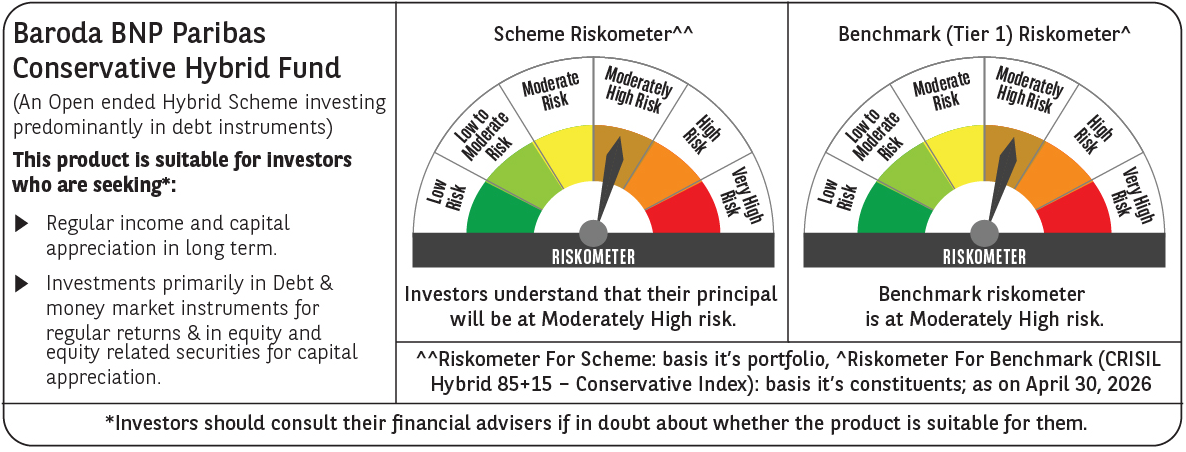 Baroda BNP Paribas
Conservative Hybrid Fund
(An Open ended Hybrid Scheme investing
predominantly in debt instruments)
This product is suitable for investors
who are seeking*:
▶ Regular income and capital
appreciation in long term.
▶ Investments primarily in Debt &
money market instruments for
regular returns & in equity and
equity related securities for capital
appreciation.
Scheme Riskometer^^
Low
Risk
Low to
Moderate
Risk
Moderate
Risk
Moderately
High Risk
High
Risk
Very High
Risk
RISKOMETER
Investors understand that their principal
will be at Moderately High risk.
Benchmark (Tier 1) Riskometer^
Low
Risk
Low to
Moderate
Risk
Moderate
Risk
Moderately
High Risk
High
Risk
Very High
Risk
RISKOMETER
Benchmark riskometer
is at Moderately High risk.
^^Riskometer For Scheme: basis it's portfolio, ^Riskometer For Benchmark (CRISIL
Hybrid 85+15 – Conservative Index): basis it's constituents; as on April 30, 2026
*Investors should consult their financial advisers if in doubt about whether the product is suitable for them.